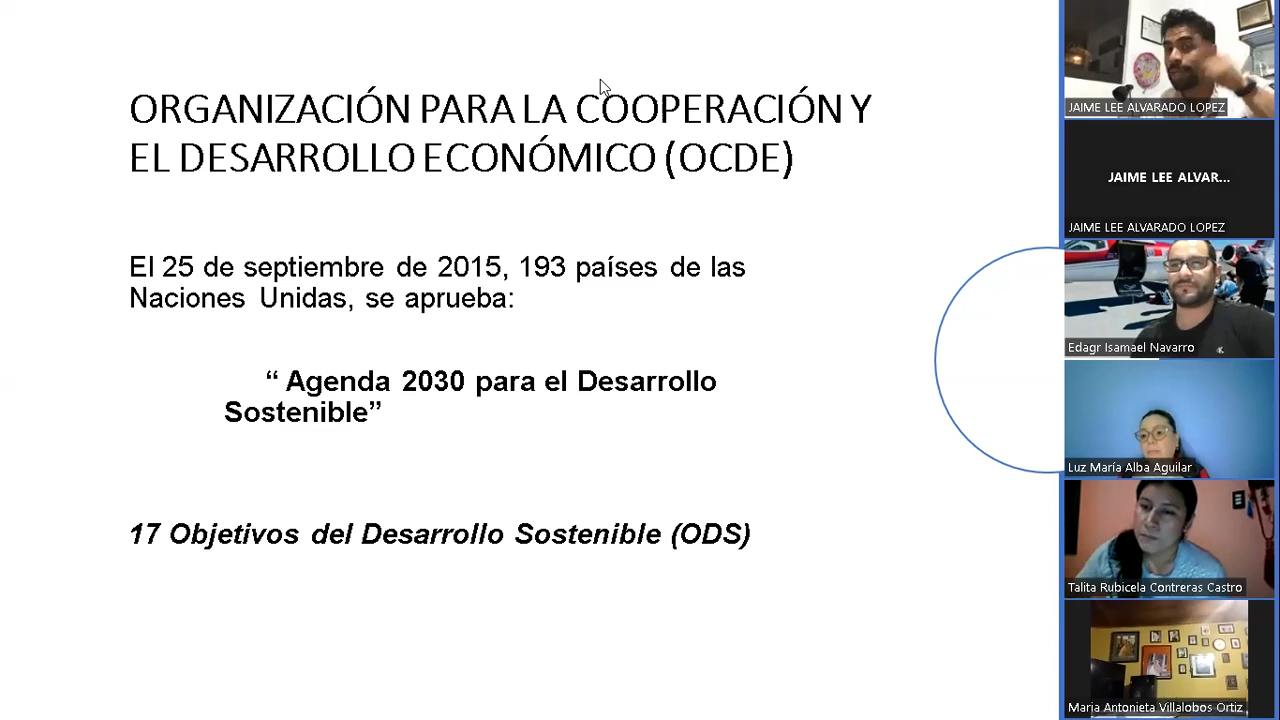 ORGANIZACIÓN PARA LA COOPERACIÓN Y
EL DESARROLLO ECONÓMICO (OCDE)
El 25 de septiembre de 2015, 193 países de las
Naciones Unidas, se aprueba:
“ Agenda 2030 para el Desarrollo
Sostenible”
17 Objetivos del Desarrollo Sostenible (ODS)
JAIME LEE ALVARADO LOPEZ
JAIME LEE ALVAR...
JAIME LEE ALVARADO LOPEZ
Edagr Isamael Navarro
Luz María Alba Aguilar
Talita Rubicela Contreras Castro
Maria Antonieta Villalobos Ortiz